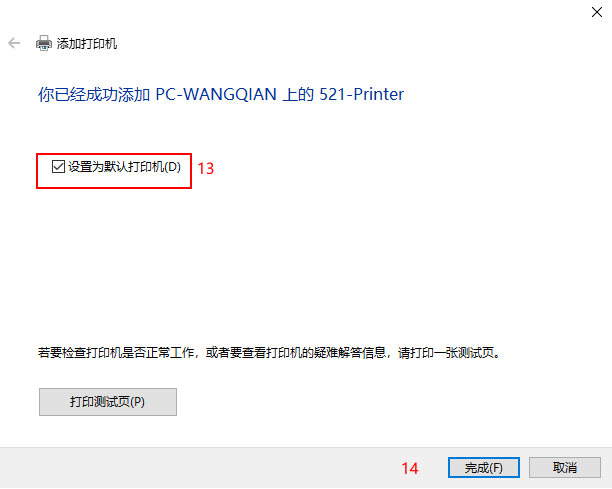 添加打印机
你已经成功添加 PC-WANGQIAN 上的 521-Printer
设置为默认打印机(D) 13
若要检查打印机是否正常工作，或者要查看打印机的疑难解答信息，请打印一张测试页。
打印测试页(P)
14 完成(F) 取消